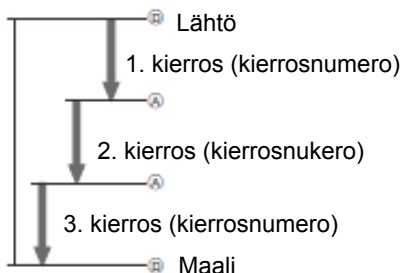 Ⓓ Lähtö
1. kierros (kierrosnumero)
Ⓐ
2. kierros (kierrosnukero)
Ⓐ
3. kierros (kierrosnumero)
Ⓓ Maali